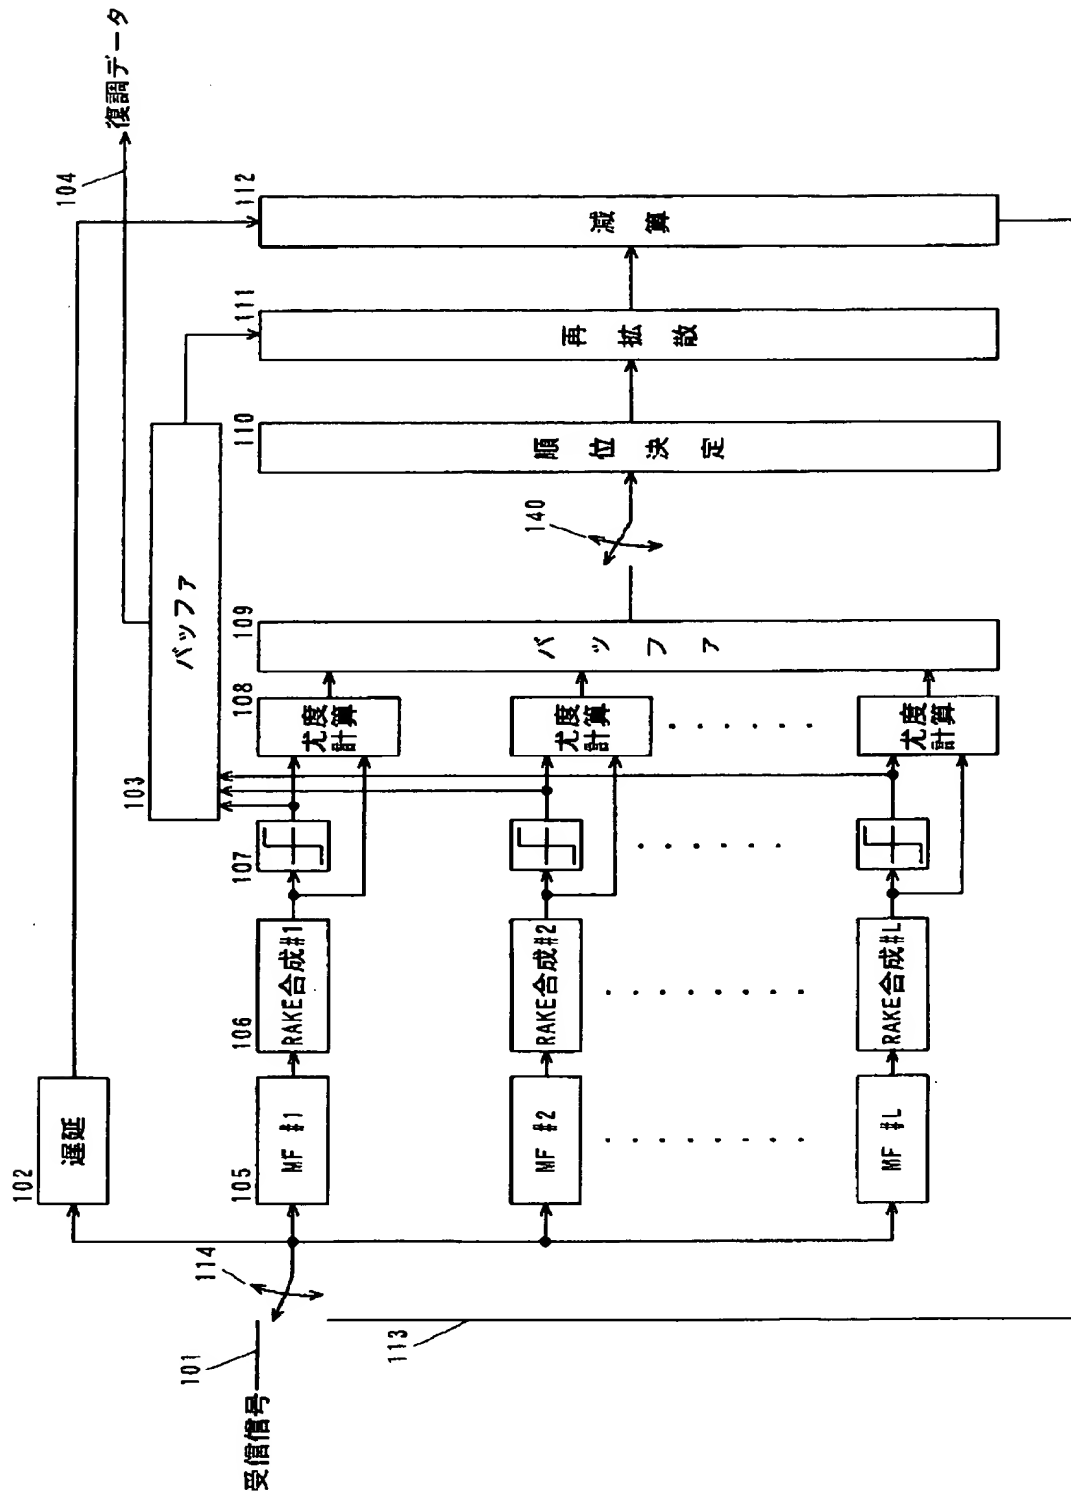 受信信号
101
114
113
102
遅延
105
MF #1
MF #2
MF #L
106
RAKE合成#1
RAKE合成#2
RAKE合成#L
107
103
バッファ
108
尤度
計算
尤度
計算
尤度
計算
109
バッファ
140
110
順位決定
111
再拡散
112
減算
104
復調データ